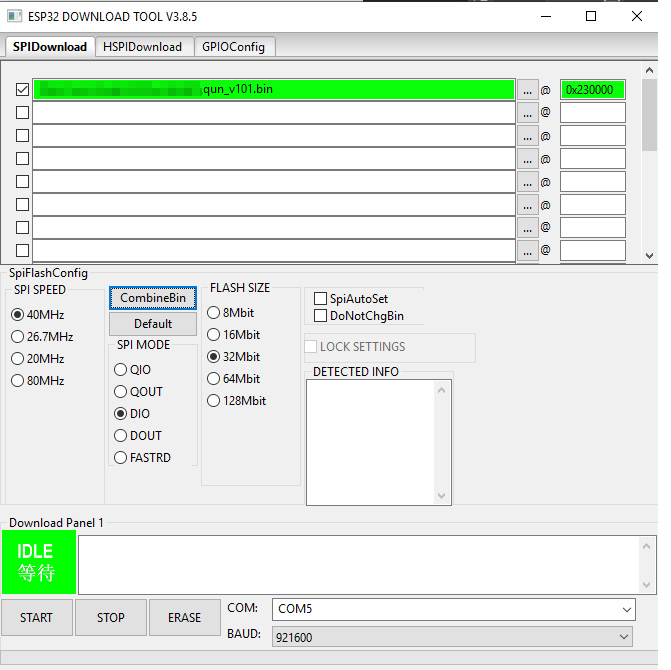 ESP32 DOWNLOAD TOOL V3.8.5
SPIDownload HSPIDownload GPIOConfig
qun_v101.bin ... @ 0x230000
... @
... @
... @
... @
... @
... @
... @
SpiFlashConfig
SPI SPEED
40MHz
26.7MHz
20MHz
80MHz
CombineBin
Default
SPI MODE
QIO
QOUT
DIO
DOUT
FASTRD
FLASH SIZE
8Mbit
16Mbit
32Mbit
64Mbit
128Mbit
SpiAutoSet
DoNotChgBin
LOCK SETTINGS
DETECTED INFO
Download Panel 1
IDLE
等待
START STOP ERASE
COM: COM5
BAUD: 921600